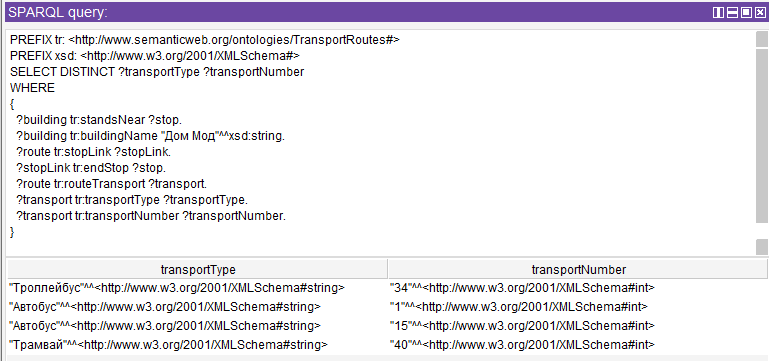 SPARQL query:
PREFIX tr: <http://www.semanticweb.org/ontologies/TransportRoutes#>
PREFIX xsd: <http://www.w3.org/2001/XMLSchema#>
SELECT DISTINCT ?transportType ?transportNumber
WHERE
{
?building tr:standsNear ?stop.
?building tr:buildingName "Дом Мод"^^xsd:string.
?route tr:stopLink ?stopLink.
?stopLink tr:endStop ?stop.
?route tr:routeTransport ?transport.
?transport tr:transportType ?transportType.
?transport tr:transportNumber ?transportNumber.
}
transportType transportNumber
"Троллейбус"^^<http://www.w3.org/2001/XMLSchema#string> "34"^^<http://www.w3.org/2001/XMLSchema#int>
"Автобус"^^<http://www.w3.org/2001/XMLSchema#string> "1"^^<http://www.w3.org/2001/XMLSchema#int>
"Автобус"^^<http://www.w3.org/2001/XMLSchema#string> "15"^^<http://www.w3.org/2001/XMLSchema#int>
"Трамвай"^^<http://www.w3.org/2001/XMLSchema#string> "40"^^<http://www.w3.org/2001/XMLSchema#int>